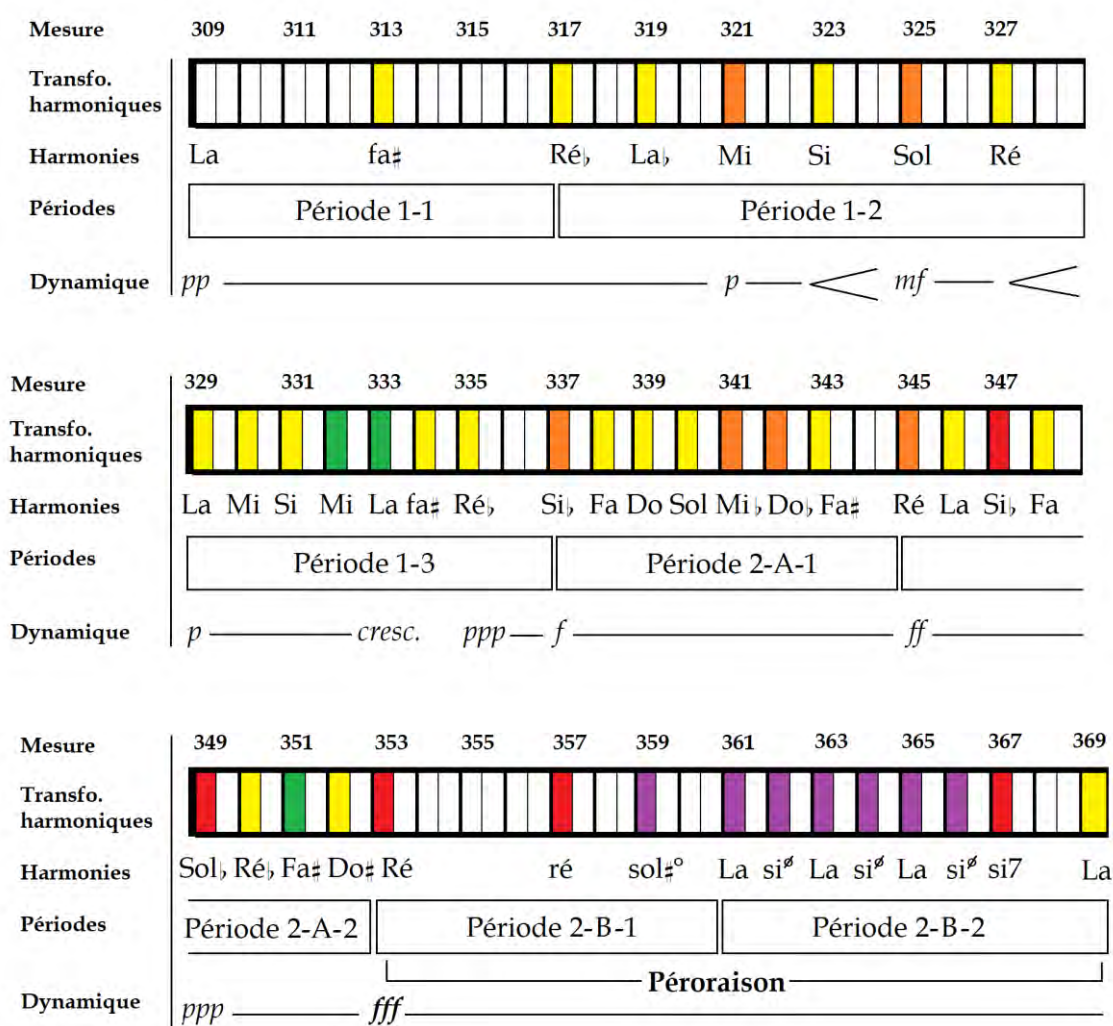 Mesure 309 311 313 315 317 319 321 323 325 327
Transfo.
harmoniques
Harmonies La fa♯ Ré♭ La♭ Mi Si Sol Ré
Périodes Période 1-1 Période 1-2
Dynamique pp p mf
Mesure 329 331 333 335 337 339 341 343 345 347
Transfo.
harmoniques
Harmonies La Mi Si Mi La fa♯ Ré♭ Si♭ Fa Do Sol Mi♭ Do♭ Fa♯ Ré La Si♭ Fa
Périodes Période 1-3 Période 2-A-1
Dynamique p cresc. ppp f ff
Mesure 349 351 353 355 357 359 361 363 365 367 369
Transfo.
harmoniques
Harmonies Sol♭ Ré♭ Fa♯ Do♯ Ré ré sol♯° La siø La siø La siø si7 La
Périodes Période 2-A-2 Période 2-B-1 Période 2-B-2
Péroraison
Dynamique ppp fff